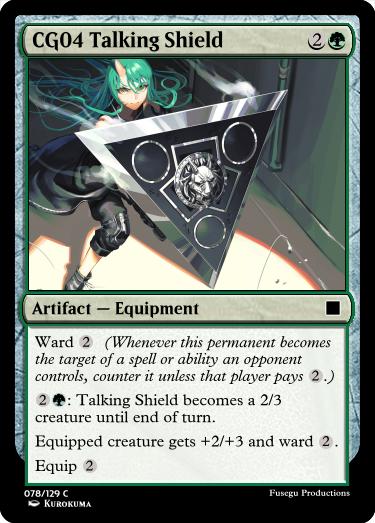 CG04 Talking Shield 2
Artifact — Equipment
Ward 2 (Whenever this permanent becomes
the target of a spell or ability an opponent
controls, counter it unless that player pays 2.)
2: Talking Shield becomes a 2/3
creature until end of turn.
Equipped creature gets +2/+3 and ward 2.
Equip 2
078/129 C Fusegu Productions
Kurokuma